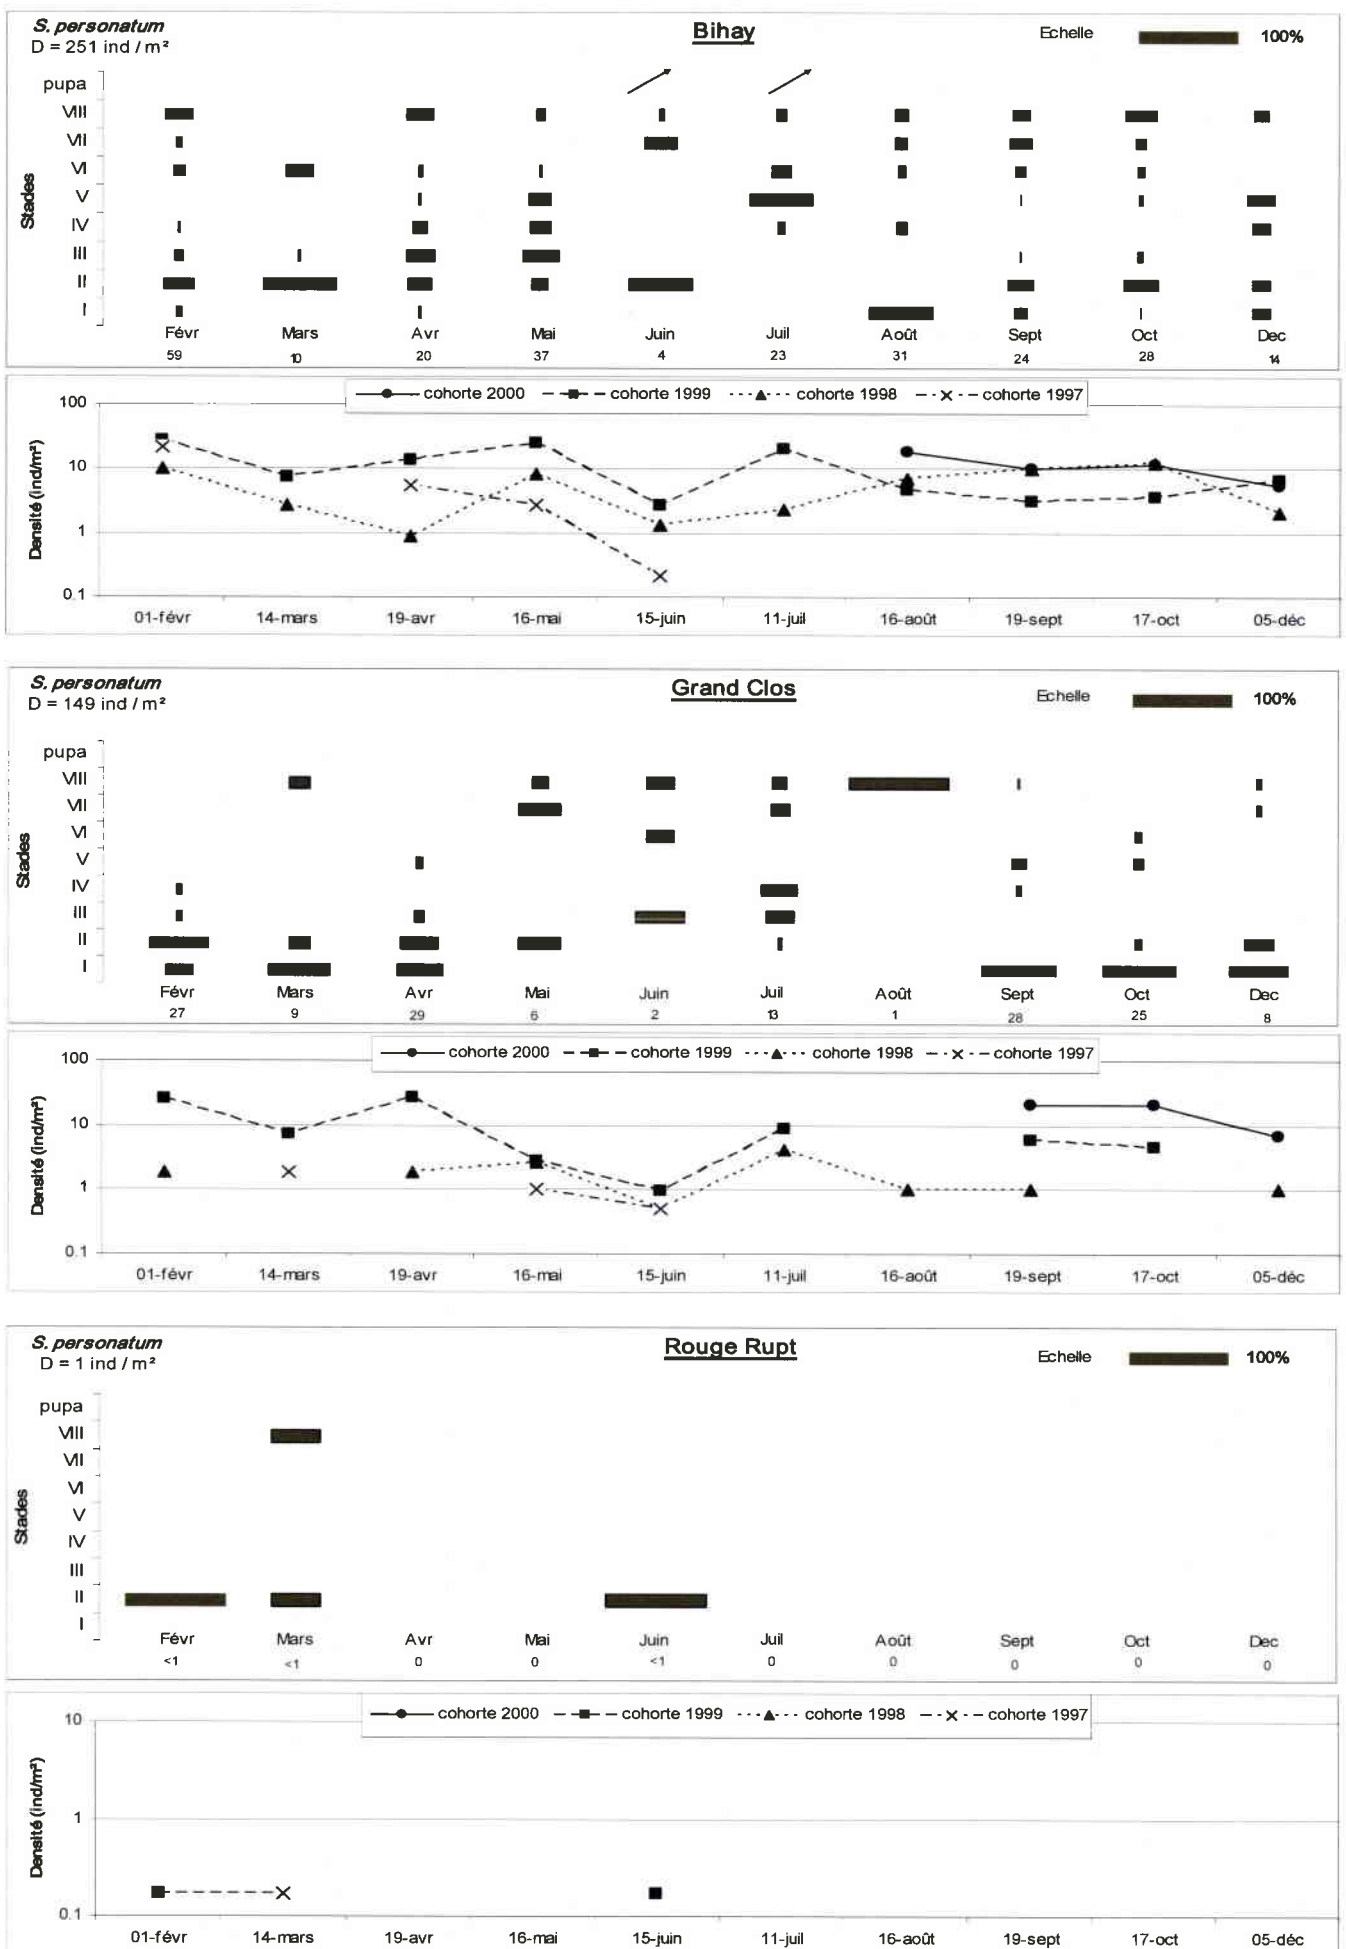 S. personatum
D = 251 ind / m²
Bihay
Echelle 100%
pupa
VIII
VII
VI
V
IV
III
II
I
Stades
Févr Mars Avr Mai Juin Juil Août Sept Oct Dec
59 10 20 37 4 23 31 24 28 14
cohorte 2000 cohorte 1999 cohorte 1998 cohorte 1997
100
10
1
0.1
Densité (ind/m²)
01-févr 14-mars 19-avr 16-mai 15-juin 11-juil 16-août 19-sept 17-oct 05-déc
S. personatum
D = 149 ind / m²
Grand Clos
Echelle 100%
pupa
VIII
VII
VI
V
IV
III
II
I
Stades
Févr Mars Avr Mai Juin Juil Août Sept Oct Dec
27 9 29 6 2 13 1 28 25 8
cohorte 2000 cohorte 1999 cohorte 1998 cohorte 1997
100
10
1
0.1
Densité (ind/m²)
01-févr 14-mars 19-avr 16-mai 15-juin 11-juil 16-août 19-sept 17-oct 05-déc
S. personatum
D = 1 ind / m²
Rouge Rupt
Echelle 100%
pupa
VIII
VII
VI
V
IV
III
II
I
Stades
Févr Mars Avr Mai Juin Juil Août Sept Oct Dec
<1 <1 0 0 <1 0 0 0 0 0
cohorte 2000 cohorte 1999 cohorte 1998 cohorte 1997
10
1
0.1
Densité (ind/m²)
01-févr 14-mars 19-avr 16-mai 15-juin 11-juil 16-août 19-sept 17-oct 05-déc